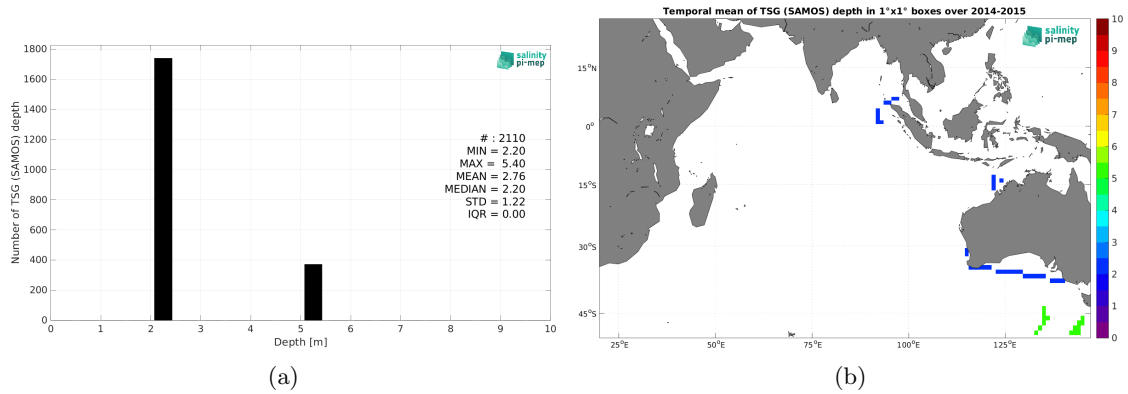 1800
1600
1400
1200
1000
800
600
400
200
0
Number of TSG (SAMOS) depth
0 1 2 3 4 5 6 7 8 9 10
Depth [m]
salinity
pi-mep
# : 2110
MIN = 2.20
MAX = 5.40
MEAN = 2.76
MEDIAN = 2.20
STD = 1.22
IQR = 0.00
(a)
Temporal mean of TSG (SAMOS) depth in 1°x1° boxes over 2014-2015
salinity
pi-mep
15°N
0°
15°S
30°S
45°S
25°E 50°E 75°E 100°E 125°E
10
9
8
7
6
5
4
3
2
1
0
(b)